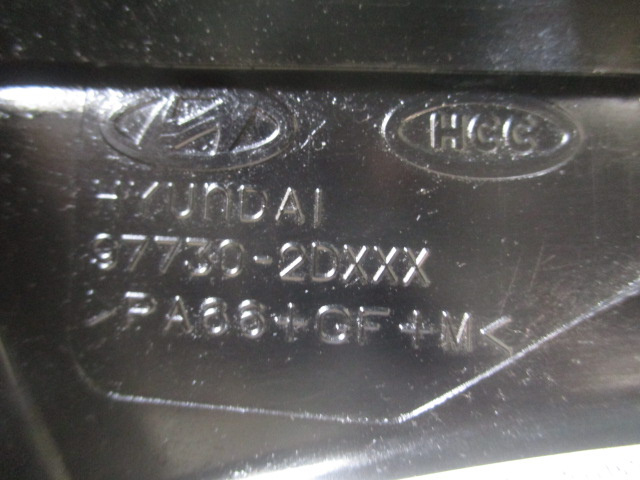 HCC
HYUNDAI
97730-2DXXX
>PA66+GF+M<